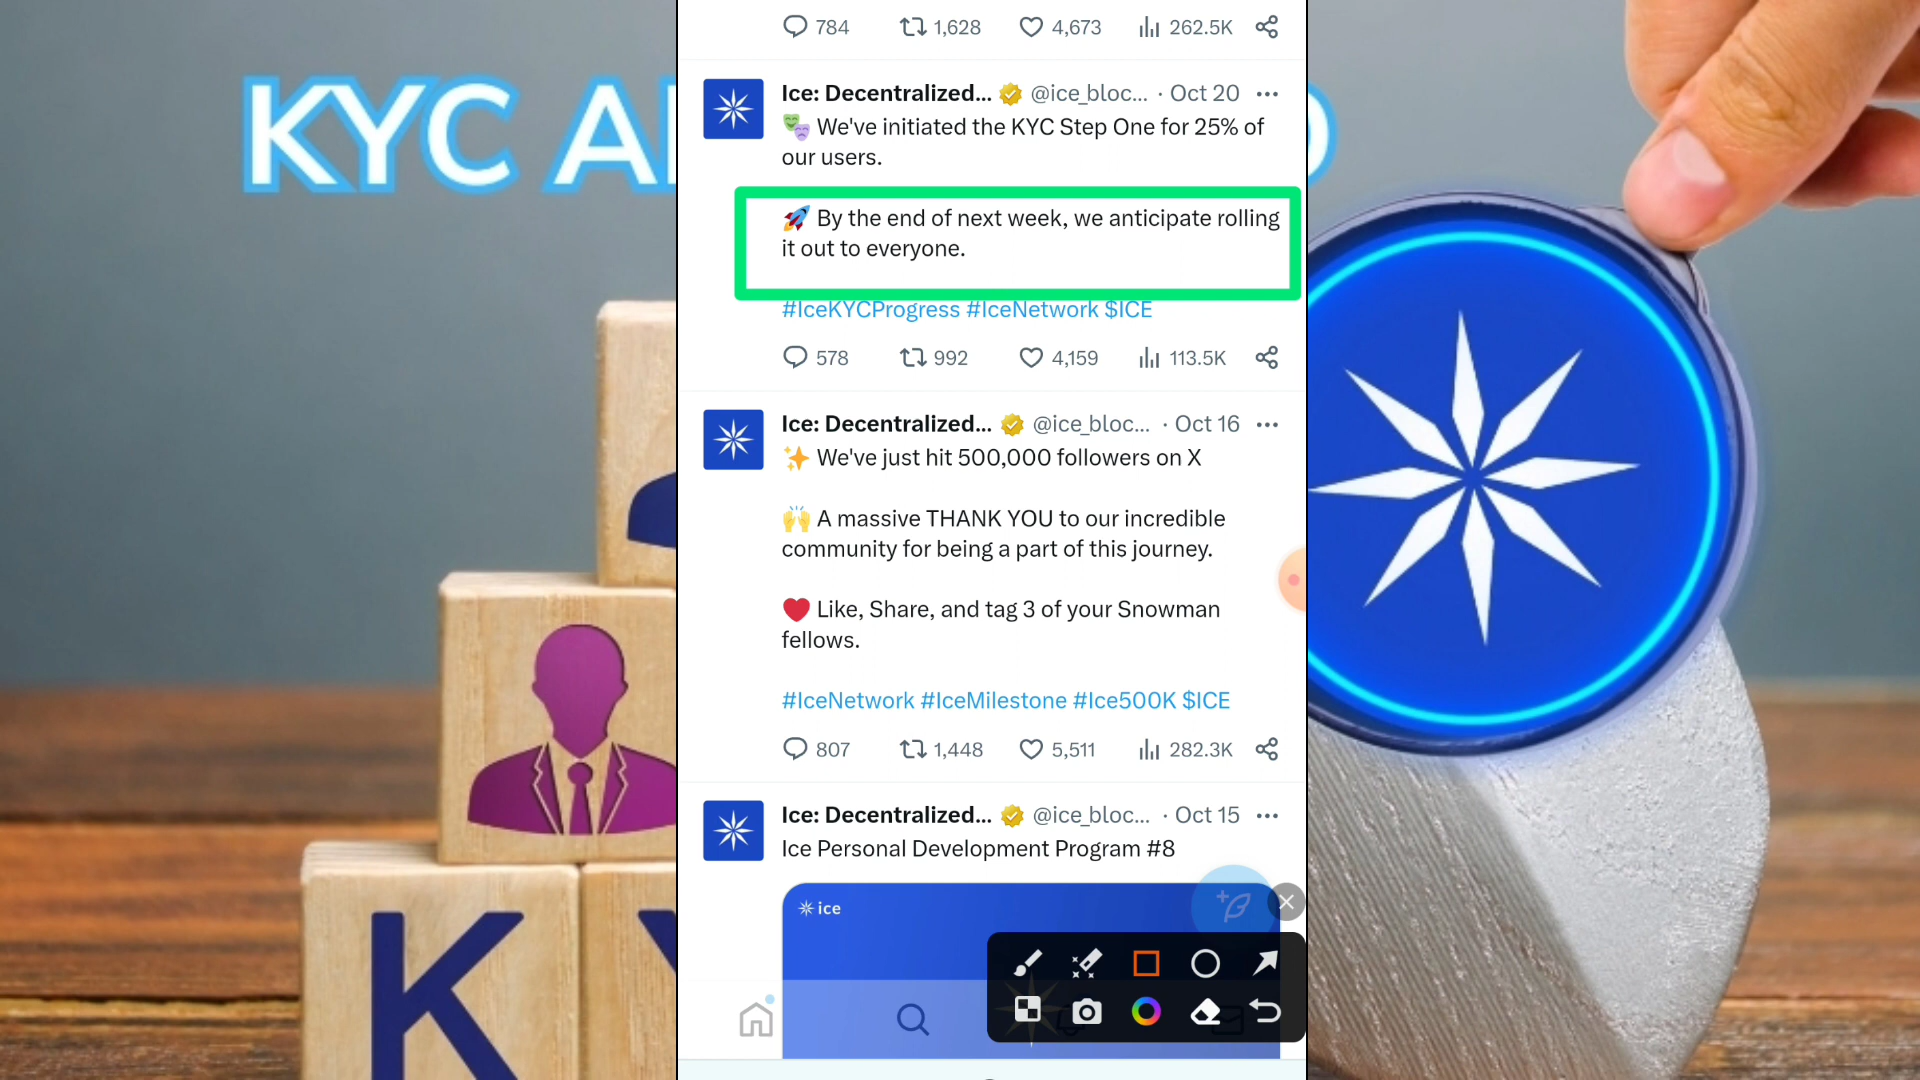 KYC A
784 1,628 4,673 262.5K
Ice: Decentralized... @ice_bloc... · Oct 20
We've initiated the KYC Step One for 25% of
our users.
By the end of next week, we anticipate rolling
it out to everyone.
#IceKYCProgress #IceNetwork $ICE
578 992 4,159 113.5K
Ice: Decentralized... @ice_bloc... · Oct 16
We've just hit 500,000 followers on X
A massive THANK YOU to our incredible
community for being a part of this journey.
Like, Share, and tag 3 of your Snowman
fellows.
#IceNetwork #IceMilestone #Ice500K $ICE
807 1,448 5,511 282.3K
Ice: Decentralized... @ice_bloc... · Oct 15
Ice Personal Development Program #8
ice
K